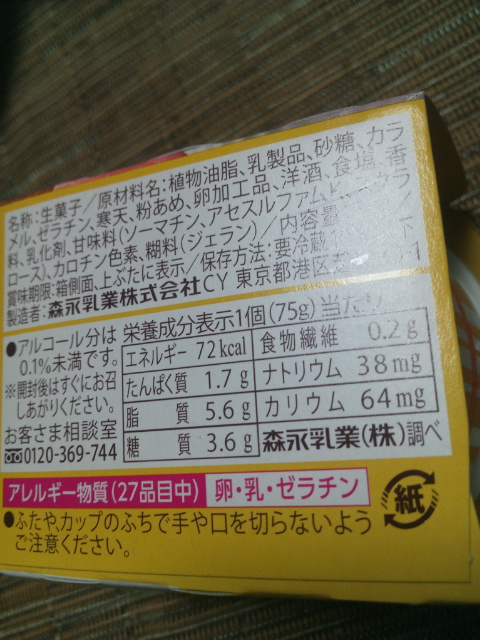 名称:生菓子/原材料名:植物油脂、乳製品、砂糖、カラ
メル、ゼラチン、寒天、粉あめ、卵加工品、洋酒、食塩、香
料、乳化剤、甘味料(ソーマチン、アセスルファムK、
ロース)、カロチン色素、糊料(ジェラン)/内容量
賞味期限:箱側面、上ぶたに表示/保存方法:要冷蔵
製造者:森永乳業株式会社CY 東京都港区芝
●アルコール分は
0.1%未満です。
※開封後はすぐにお召
しあがりください。
お客さま相談室
0120-369-744
栄養成分表示1個(75g)当たり
エネルギー 72kcal
たんぱく質 1.7g
脂質 5.6g
糖質 3.6g
食物繊維 0.2g
ナトリウム 38mg
カリウム 64mg
森永乳業(株)調べ
アレルギー物質(27品目中) 卵・乳・ゼラチン
紙
●ふたや、カップのふちで手や口を切らないよう
ご注意ください。